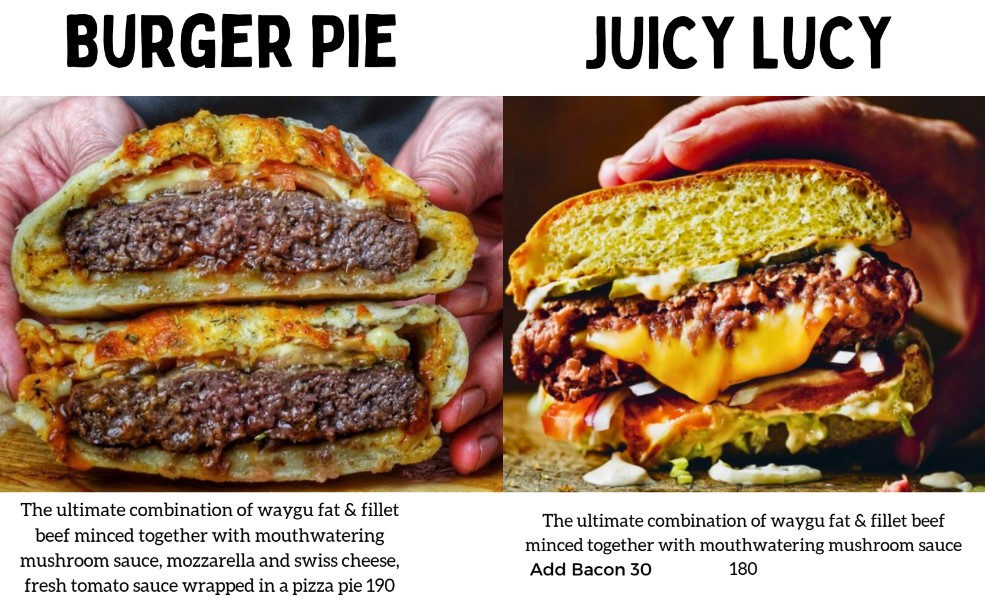 BURGER PIE
The ultimate combination of waygu fat & fillet
beef minced together with mouthwatering
mushroom sauce, mozzarella and swiss cheese,
fresh tomato sauce wrapped in a pizza pie 190
JUICY LUCY
The ultimate combination of waygu fat & fillet beef
minced together with mouthwatering mushroom sauce
Add Bacon 30 180